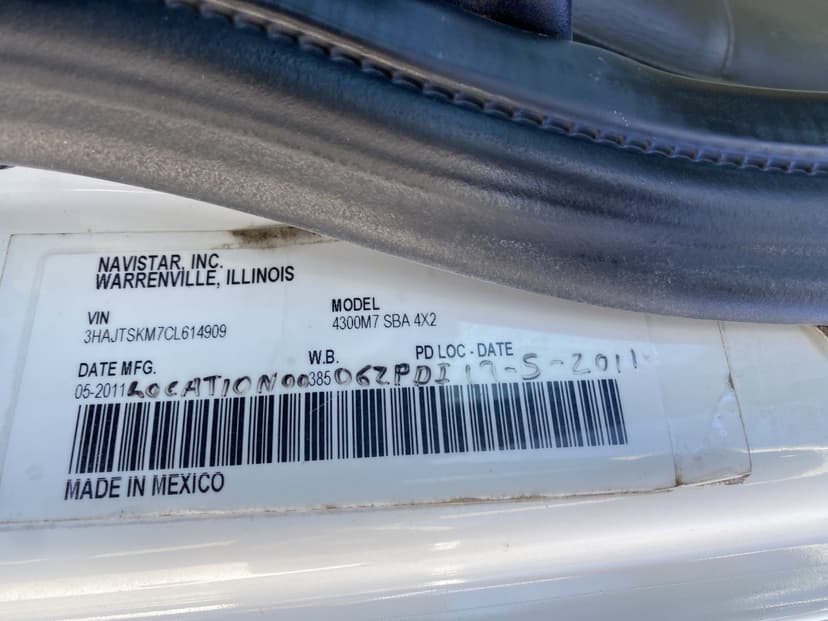 NAVISTAR, INC.
WARRENVILLE, ILLINOIS
VIN
3HAJTSKM7CL614909
MODEL
4300M7 SBA 4X2
DATE MFG.
W.B.
PD LOC - DATE
05-2011 LOCATION 00385 062PDI 17-5-2011
MADE IN MEXICO